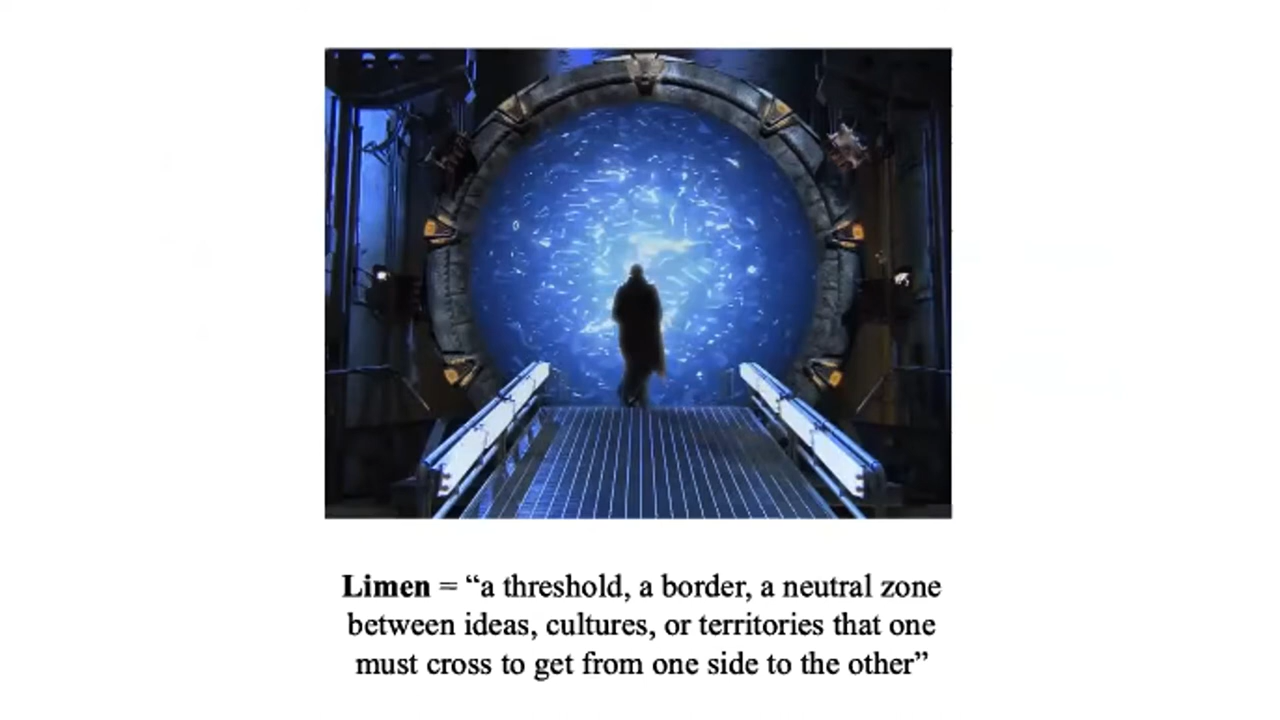 Limen = “a threshold, a border, a neutral zone
between ideas, cultures, or territories that one
must cross to get from one side to the other”